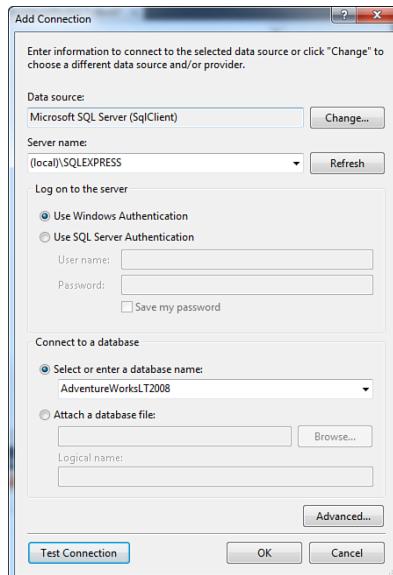 Add Connection
Enter information to connect to the selected data source or click "Change" to
choose a different data source and/or provider.
Data source:
Microsoft SQL Server (SqlClient)
Change...
Server name:
(local)\SQLEXPRESS
Refresh
Log on to the server
Use Windows Authentication
Use SQL Server Authentication
User name:
Password:
Save my password
Connect to a database
Select or enter a database name:
AdventureWorksLT2008
Attach a database file:
Browse...
Logical name:
Advanced...
Test Connection
OK
Cancel